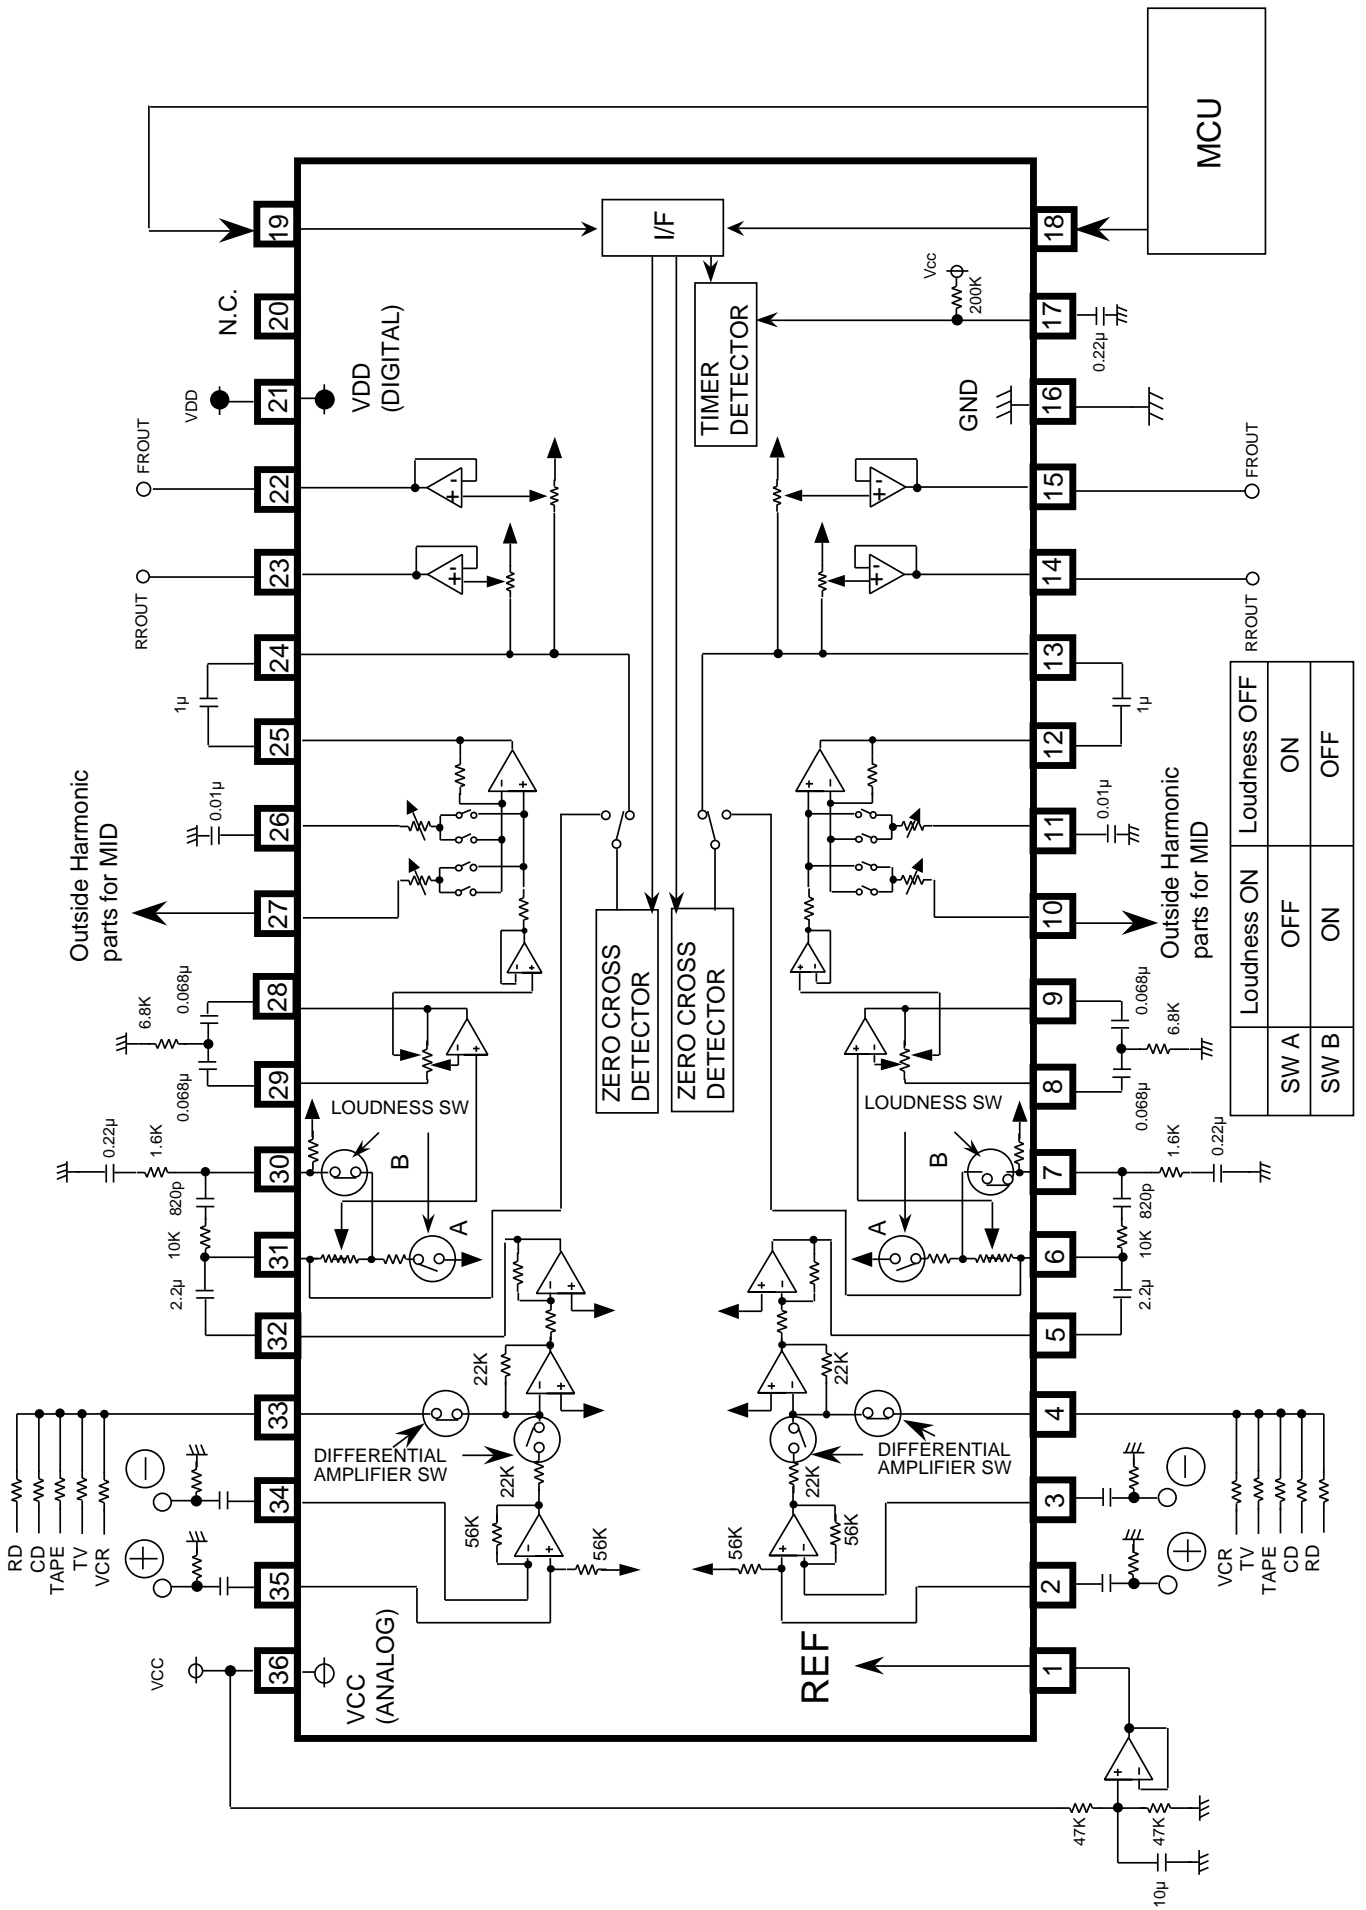 RD
CD
TAPE
TV
VCR
VCC
36
35
34
33
32
31
30
29
28
27
26
25
24
23
22
21
20
19
2.2µ
10K
820p
1.6K
0.22µ
0.068µ
6.8K
0.068µ
Outside Harmonic
parts for MID
0.01µ
1µ
RROUT
FROUT
VDD
N.C.
VCC
(ANALOG)
56K
56K
22K
22K
DIFFERENTIAL
AMPLIFIER SW
A
B
LOUDNESS SW
VDD
(DIGITAL)
ZERO CROSS
DETECTOR
ZERO CROSS
DETECTOR
I/F
TIMER
DETECTOR
Vcc
200K
REF
56K
56K
22K
22K
DIFFERENTIAL
AMPLIFIER SW
A
B
LOUDNESS SW
GND
1
2
3
4
5
6
7
8
9
10
11
12
13
14
15
16
17
18
47K
47K
10µ
VCR
TV
TAPE
CD
RD
2.2µ
10K
820p
1.6K
0.22µ
0.068µ
6.8K
0.068µ
Outside Harmonic
parts for MID
0.01µ
1µ
RROUT
FROUT
0.22µ
MCU
Loudness ON Loudness OFF
SW A OFF ON
SW B ON OFF